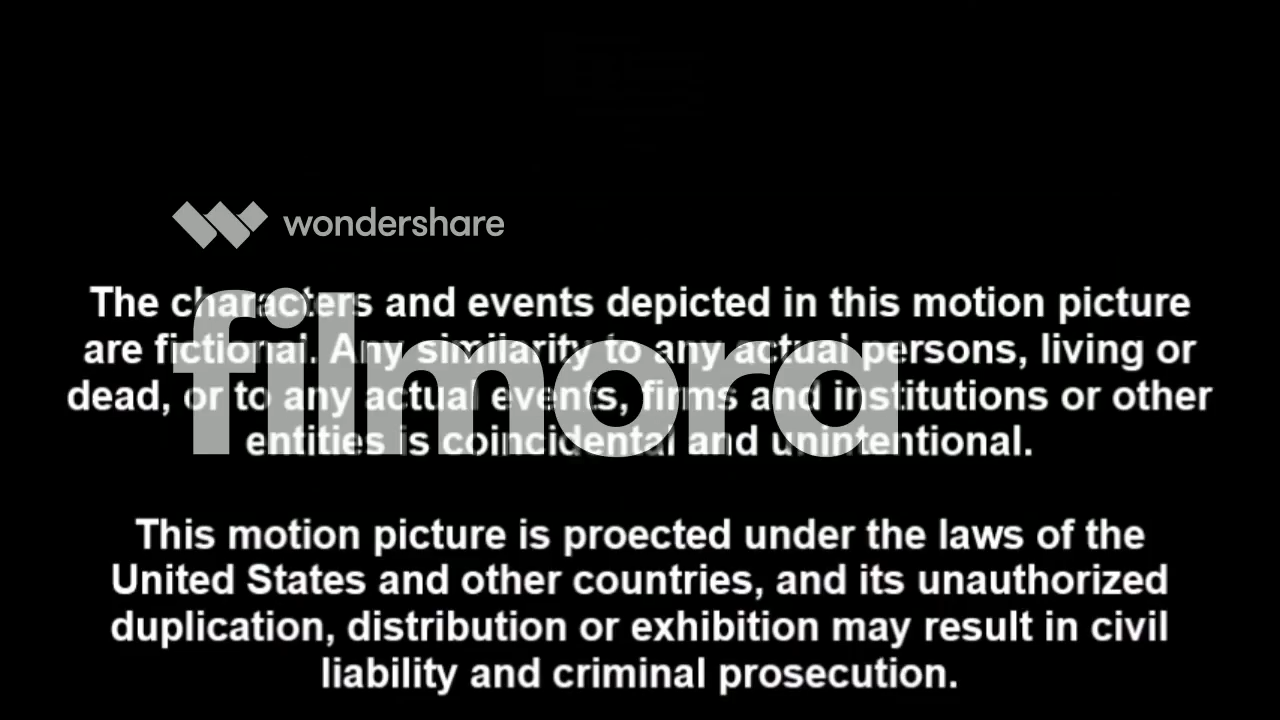 wondershare
filmora
The characters and events depicted in this motion picture
are fictional. Any similarity to any actual persons, living or
dead, or to any actual events, firms and institutions or other
entities is coincidental and unintentional.
This motion picture is proected under the laws of the
United States and other countries, and its unauthorized
duplication, distribution or exhibition may result in civil
liability and criminal prosecution.